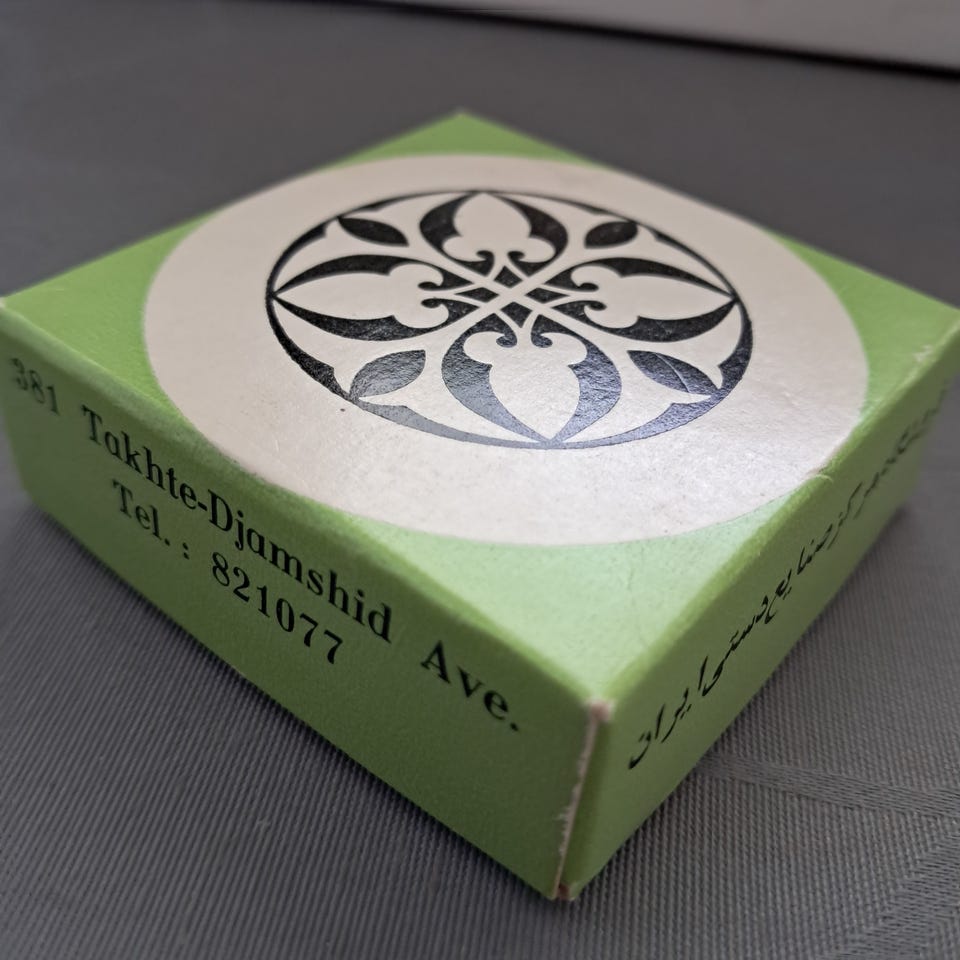 381 Takhte-Djamshid Ave.
Tel. : 821077
مرکز صنایع دستی ایران